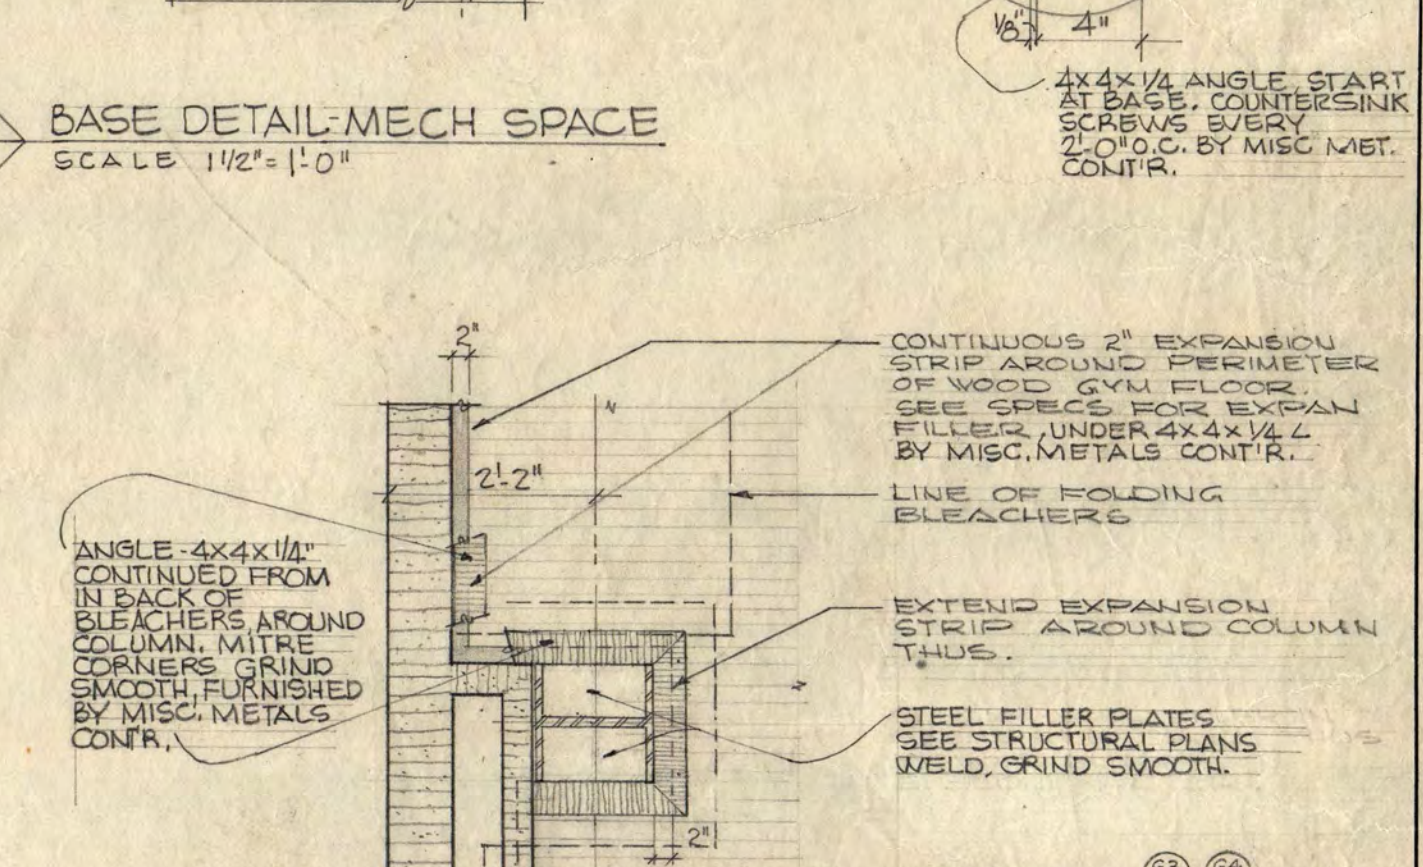 1/8"
4"
4X4X1/4 ANGLE, START
AT BASE. COUNTERSINK
SCREWS EVERY
2'-0" O.C. BY MISC MET.
CONT'R.
BASE DETAIL-MECH SPACE
SCALE 1 1/2" = 1'-0"
2"
CONTINUOUS 2" EXPANSION
STRIP AROUND PERIMETER
OF WOOD GYM FLOOR.
SEE SPECS FOR EXPAN
FILLER, UNDER 4X4X1/4 L
BY MISC. METALS CONT'R.
2'-2"
LINE OF FOLDING
BLEACHERS
ANGLE-4X4X1/4"
CONTINUED FROM
IN BACK OF
BLEACHERS, AROUND
COLUMN. MITRE
CORNERS GRIND
SMOOTH, FURNISHED
BY MISC. METALS
CONT'R.
EXTEND EXPANSION
STRIP AROUND COLUMN
THUS.
STEEL FILLER PLATES
SEE STRUCTURAL PLANS
WELD, GRIND SMOOTH.
2"
G3 G4